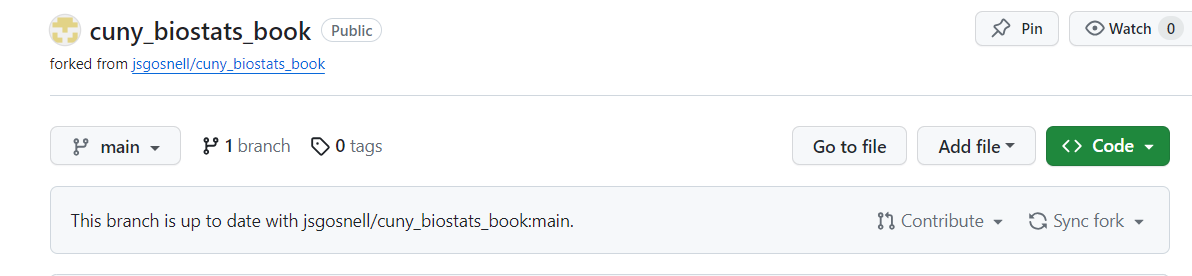 cuny_biostats_book Public Pin Watch 0
forked from jsgosnell/cuny_biostats_book
main 1 branch 0 tags Go to file Add file Code
This branch is up to date with jsgosnell/cuny_biostats_book:main. Contribute Sync fork